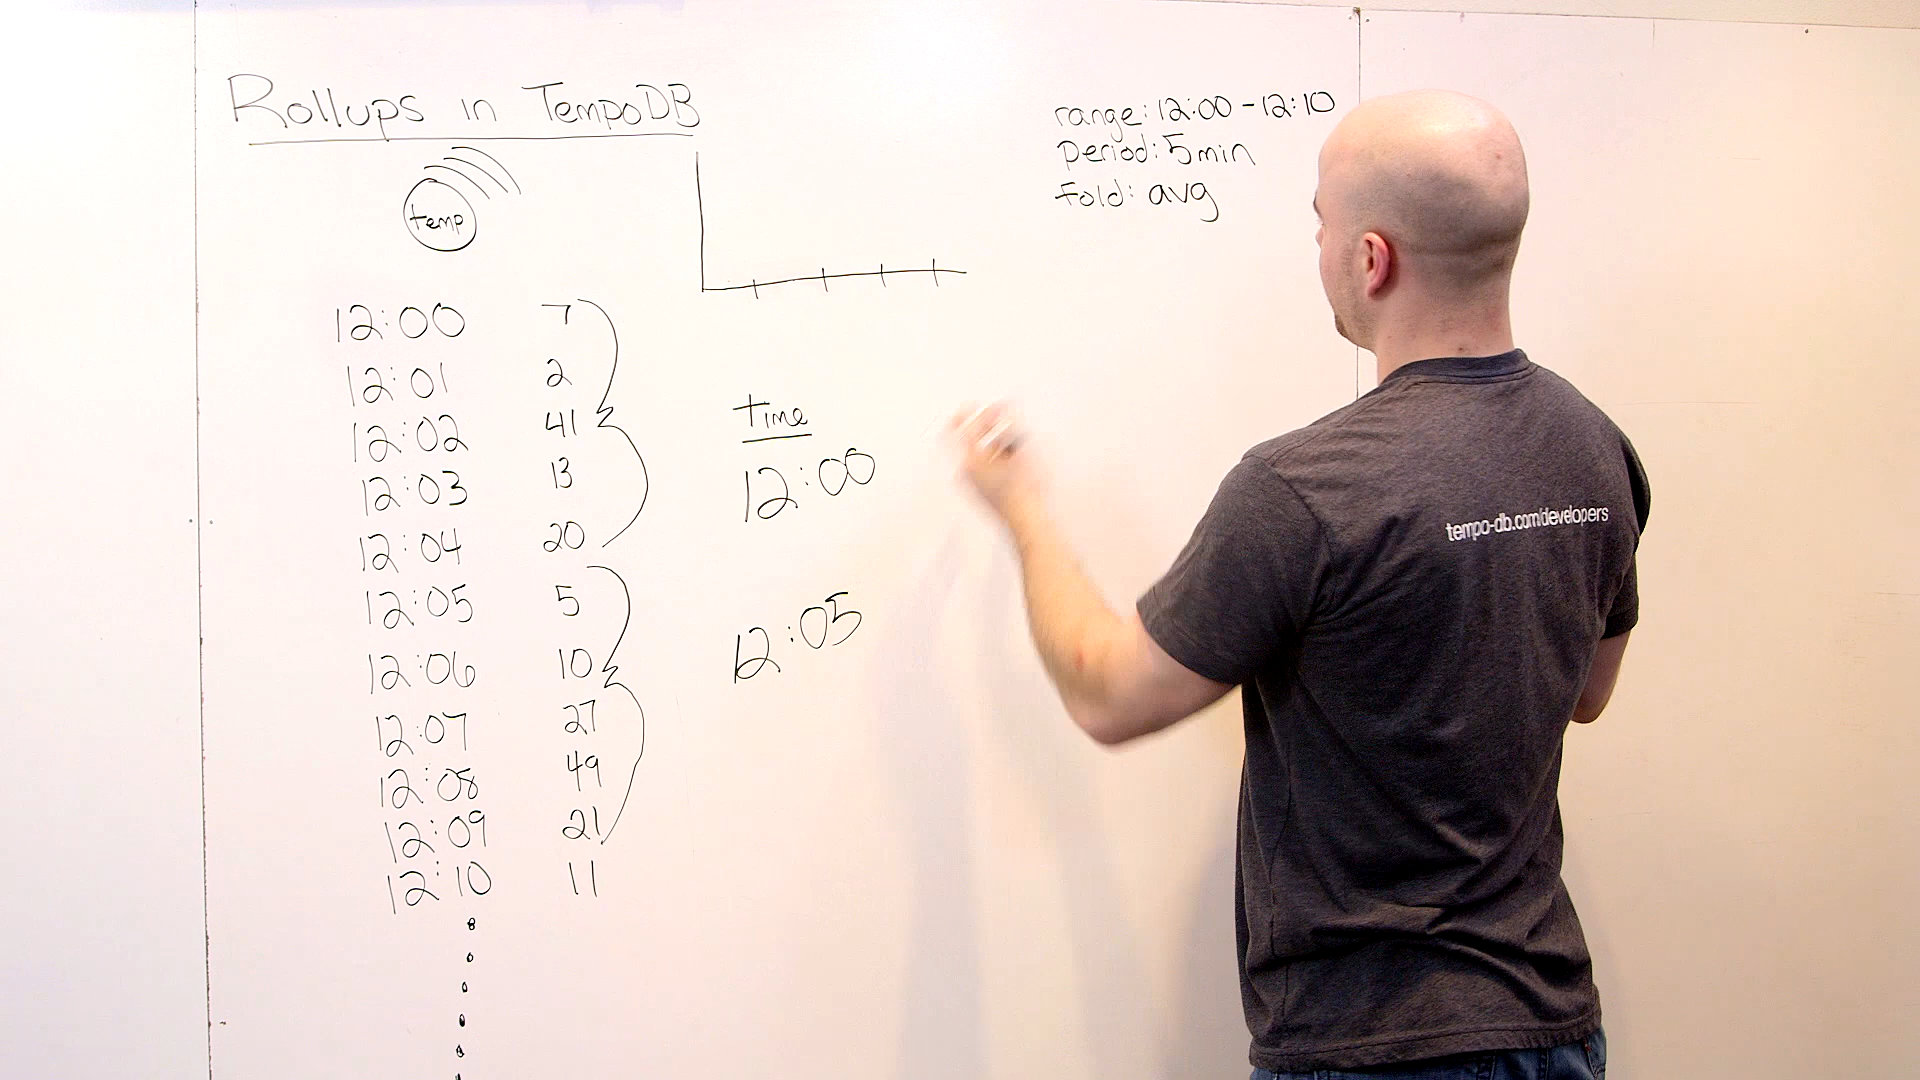 Rollups in TempoDB
temp
range: 12:00 - 12:10
period: 5min
fold: avg
12:00 7
12:01 2
12:02 41
12:03 13
12:04 20
12:05 5
12:06 10
12:07 27
12:08 49
12:09 21
12:10 11
time
12:00
12:05
tempo-db.com/developers